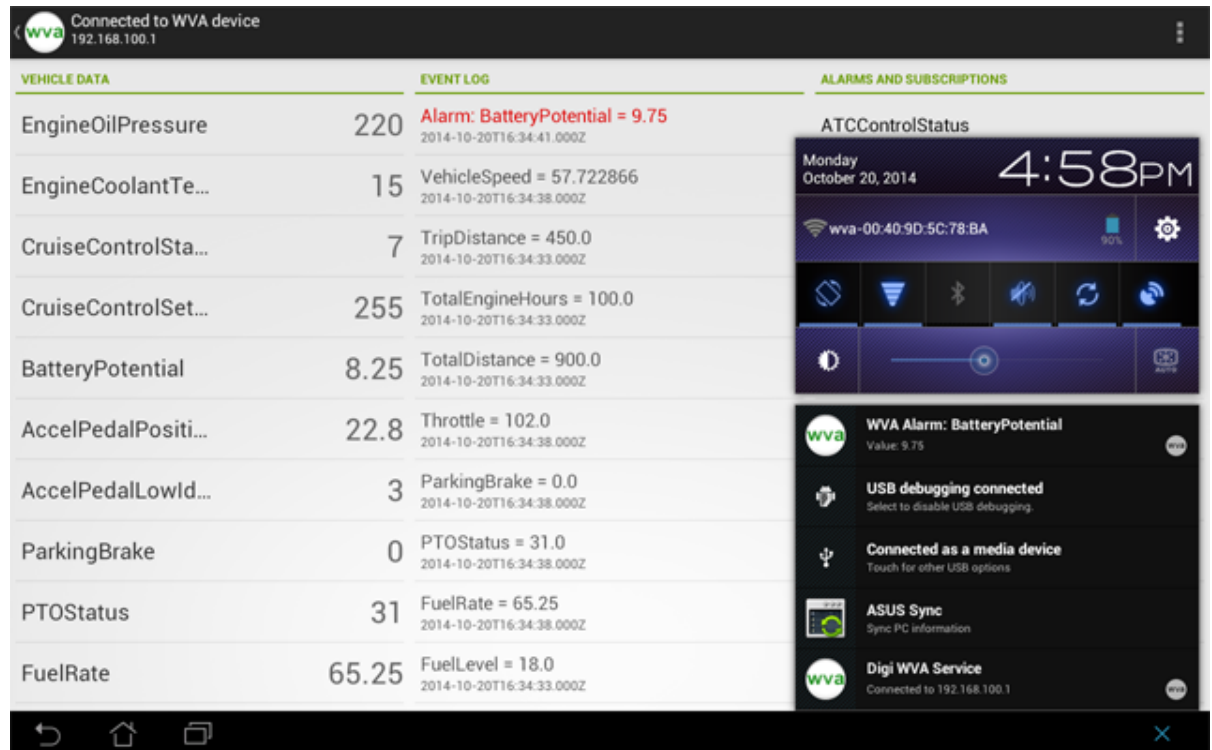 wva
Connected to WVA device
192.168.100.1
VEHICLE DATA
EngineOilPressure 220
EngineCoolantTe... 15
CruiseControlSta... 7
CruiseControlSet... 255
BatteryPotential 8.25
AccelPedalPositi... 22.8
AccelPedalLowId... 3
ParkingBrake 0
PTOStatus 31
FuelRate 65.25
EVENT LOG
Alarm: BatteryPotential = 9.75
2014-10-20T16:34:41.000Z
VehicleSpeed = 57.722866
2014-10-20T16:34:38.000Z
TripDistance = 450.0
2014-10-20T16:34:33.000Z
TotalEngineHours = 100.0
2014-10-20T16:34:33.000Z
TotalDistance = 900.0
2014-10-20T16:34:33.000Z
Throttle = 102.0
2014-10-20T16:34:38.000Z
ParkingBrake = 0.0
2014-10-20T16:34:38.000Z
PTOStatus = 31.0
2014-10-20T16:34:38.000Z
FuelRate = 65.25
2014-10-20T16:34:38.000Z
FuelLevel = 18.0
2014-10-20T16:34:33.000Z
ALARMS AND SUBSCRIPTIONS
ATCControlStatus
Monday
October 20, 2014
4:58PM
wva-00:40:9D:5C:78:BA
90%
AUTO
wva
WVA Alarm: BatteryPotential
Value: 9.75
wva
USB debugging connected
Select to disable USB debugging.
Connected as a media device
Touch for other USB options
ASUS Sync
Sync PC information
wva
Digi WVA Service
Connected to 192.168.100.1
wva